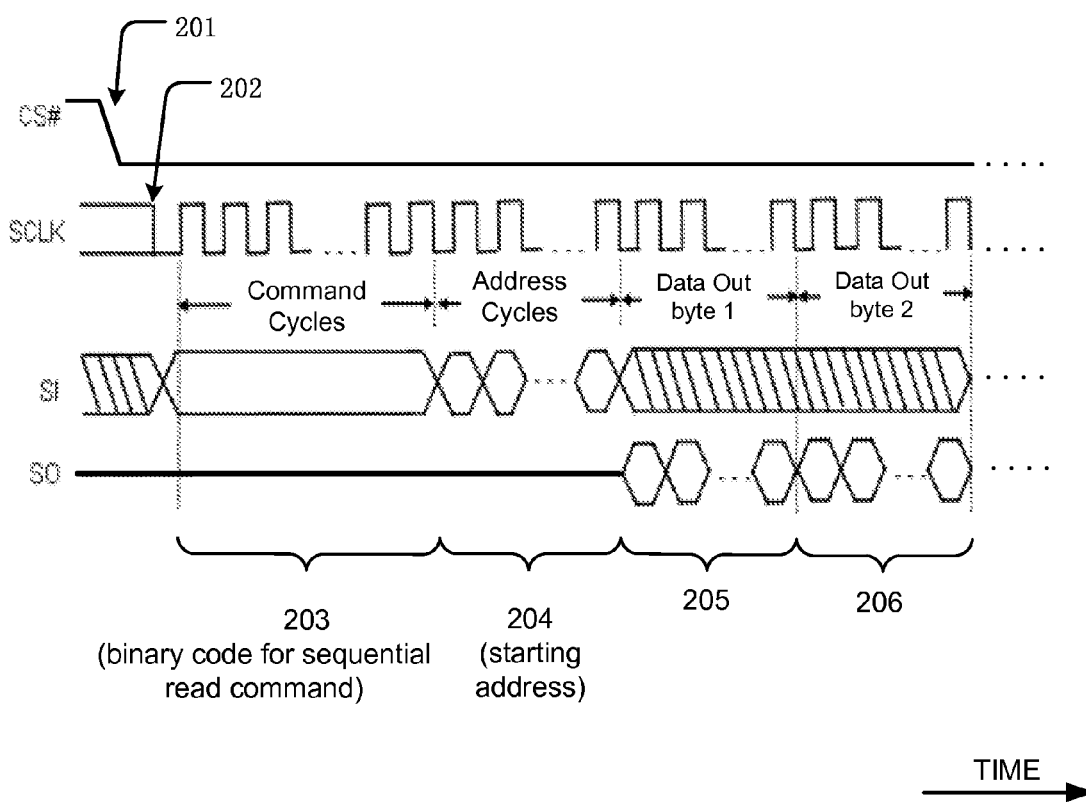 201
202
CS#
SCLK
Command
Cycles
Address
Cycles
Data Out
byte 1
Data Out
byte 2
SI
SO
203
(binary code for sequential
read command)
204
(starting
address)
205
206
TIME